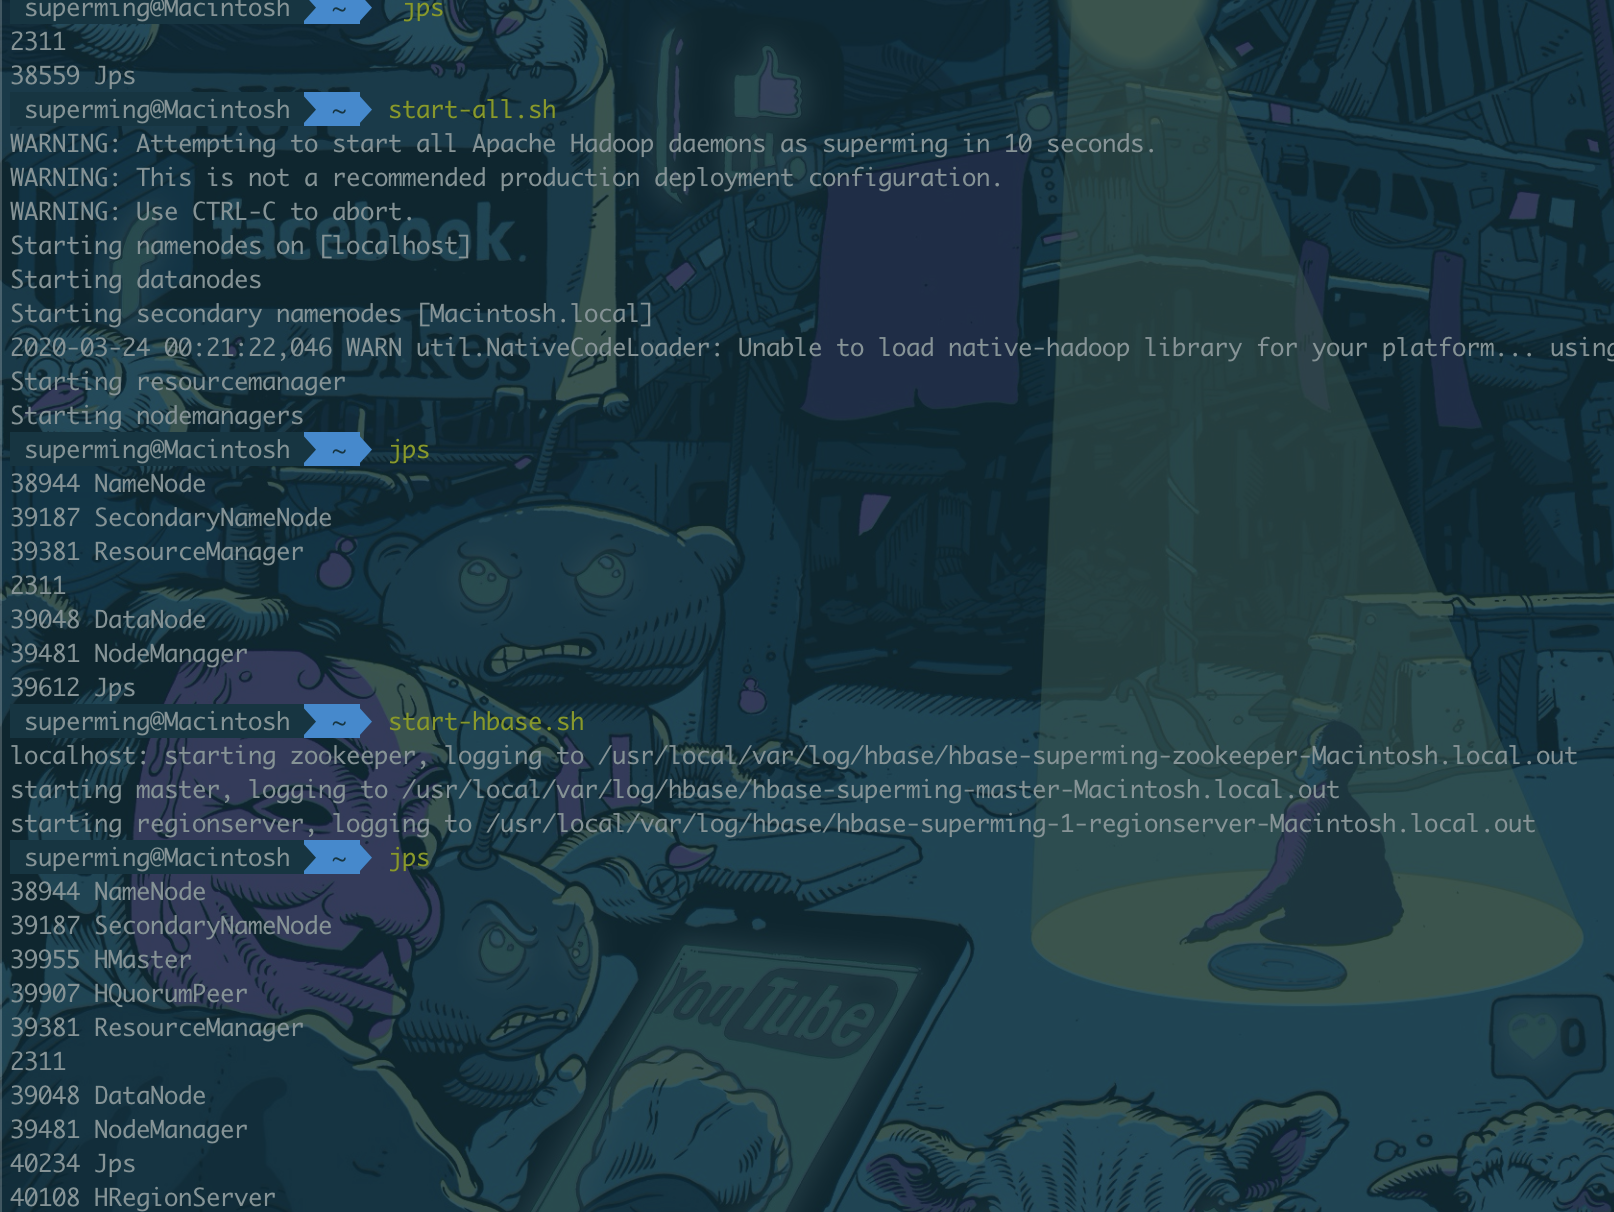 superming@Macintosh ~ jps
2311
38559 Jps
superming@Macintosh ~ start-all.sh
WARNING: Attempting to start all Apache Hadoop daemons as superming in 10 seconds.
WARNING: This is not a recommended production deployment configuration.
WARNING: Use CTRL-C to abort.
Starting namenodes on [localhost]
Starting datanodes
Starting secondary namenodes [Macintosh.local]
2020-03-24 00:21:22,046 WARN util.NativeCodeLoader: Unable to load native-hadoop library for your platform... using
Starting resourcemanager
Starting nodemanagers
superming@Macintosh ~ jps
38944 NameNode
39187 SecondaryNameNode
39381 ResourceManager
2311
39048 DataNode
39481 NodeManager
39612 Jps
superming@Macintosh ~ start-hbase.sh
localhost: starting zookeeper, logging to /usr/local/var/log/hbase/hbase-superming-zookeeper-Macintosh.local.out
starting master, logging to /usr/local/var/log/hbase/hbase-superming-master-Macintosh.local.out
starting regionserver, logging to /usr/local/var/log/hbase/hbase-superming-1-regionserver-Macintosh.local.out
superming@Macintosh ~ jps
38944 NameNode
39187 SecondaryNameNode
39955 HMaster
39907 HQuorumPeer
39381 ResourceManager
2311
39048 DataNode
39481 NodeManager
40234 Jps
40108 HRegionServer
facebook.
Likes
YouTube
0